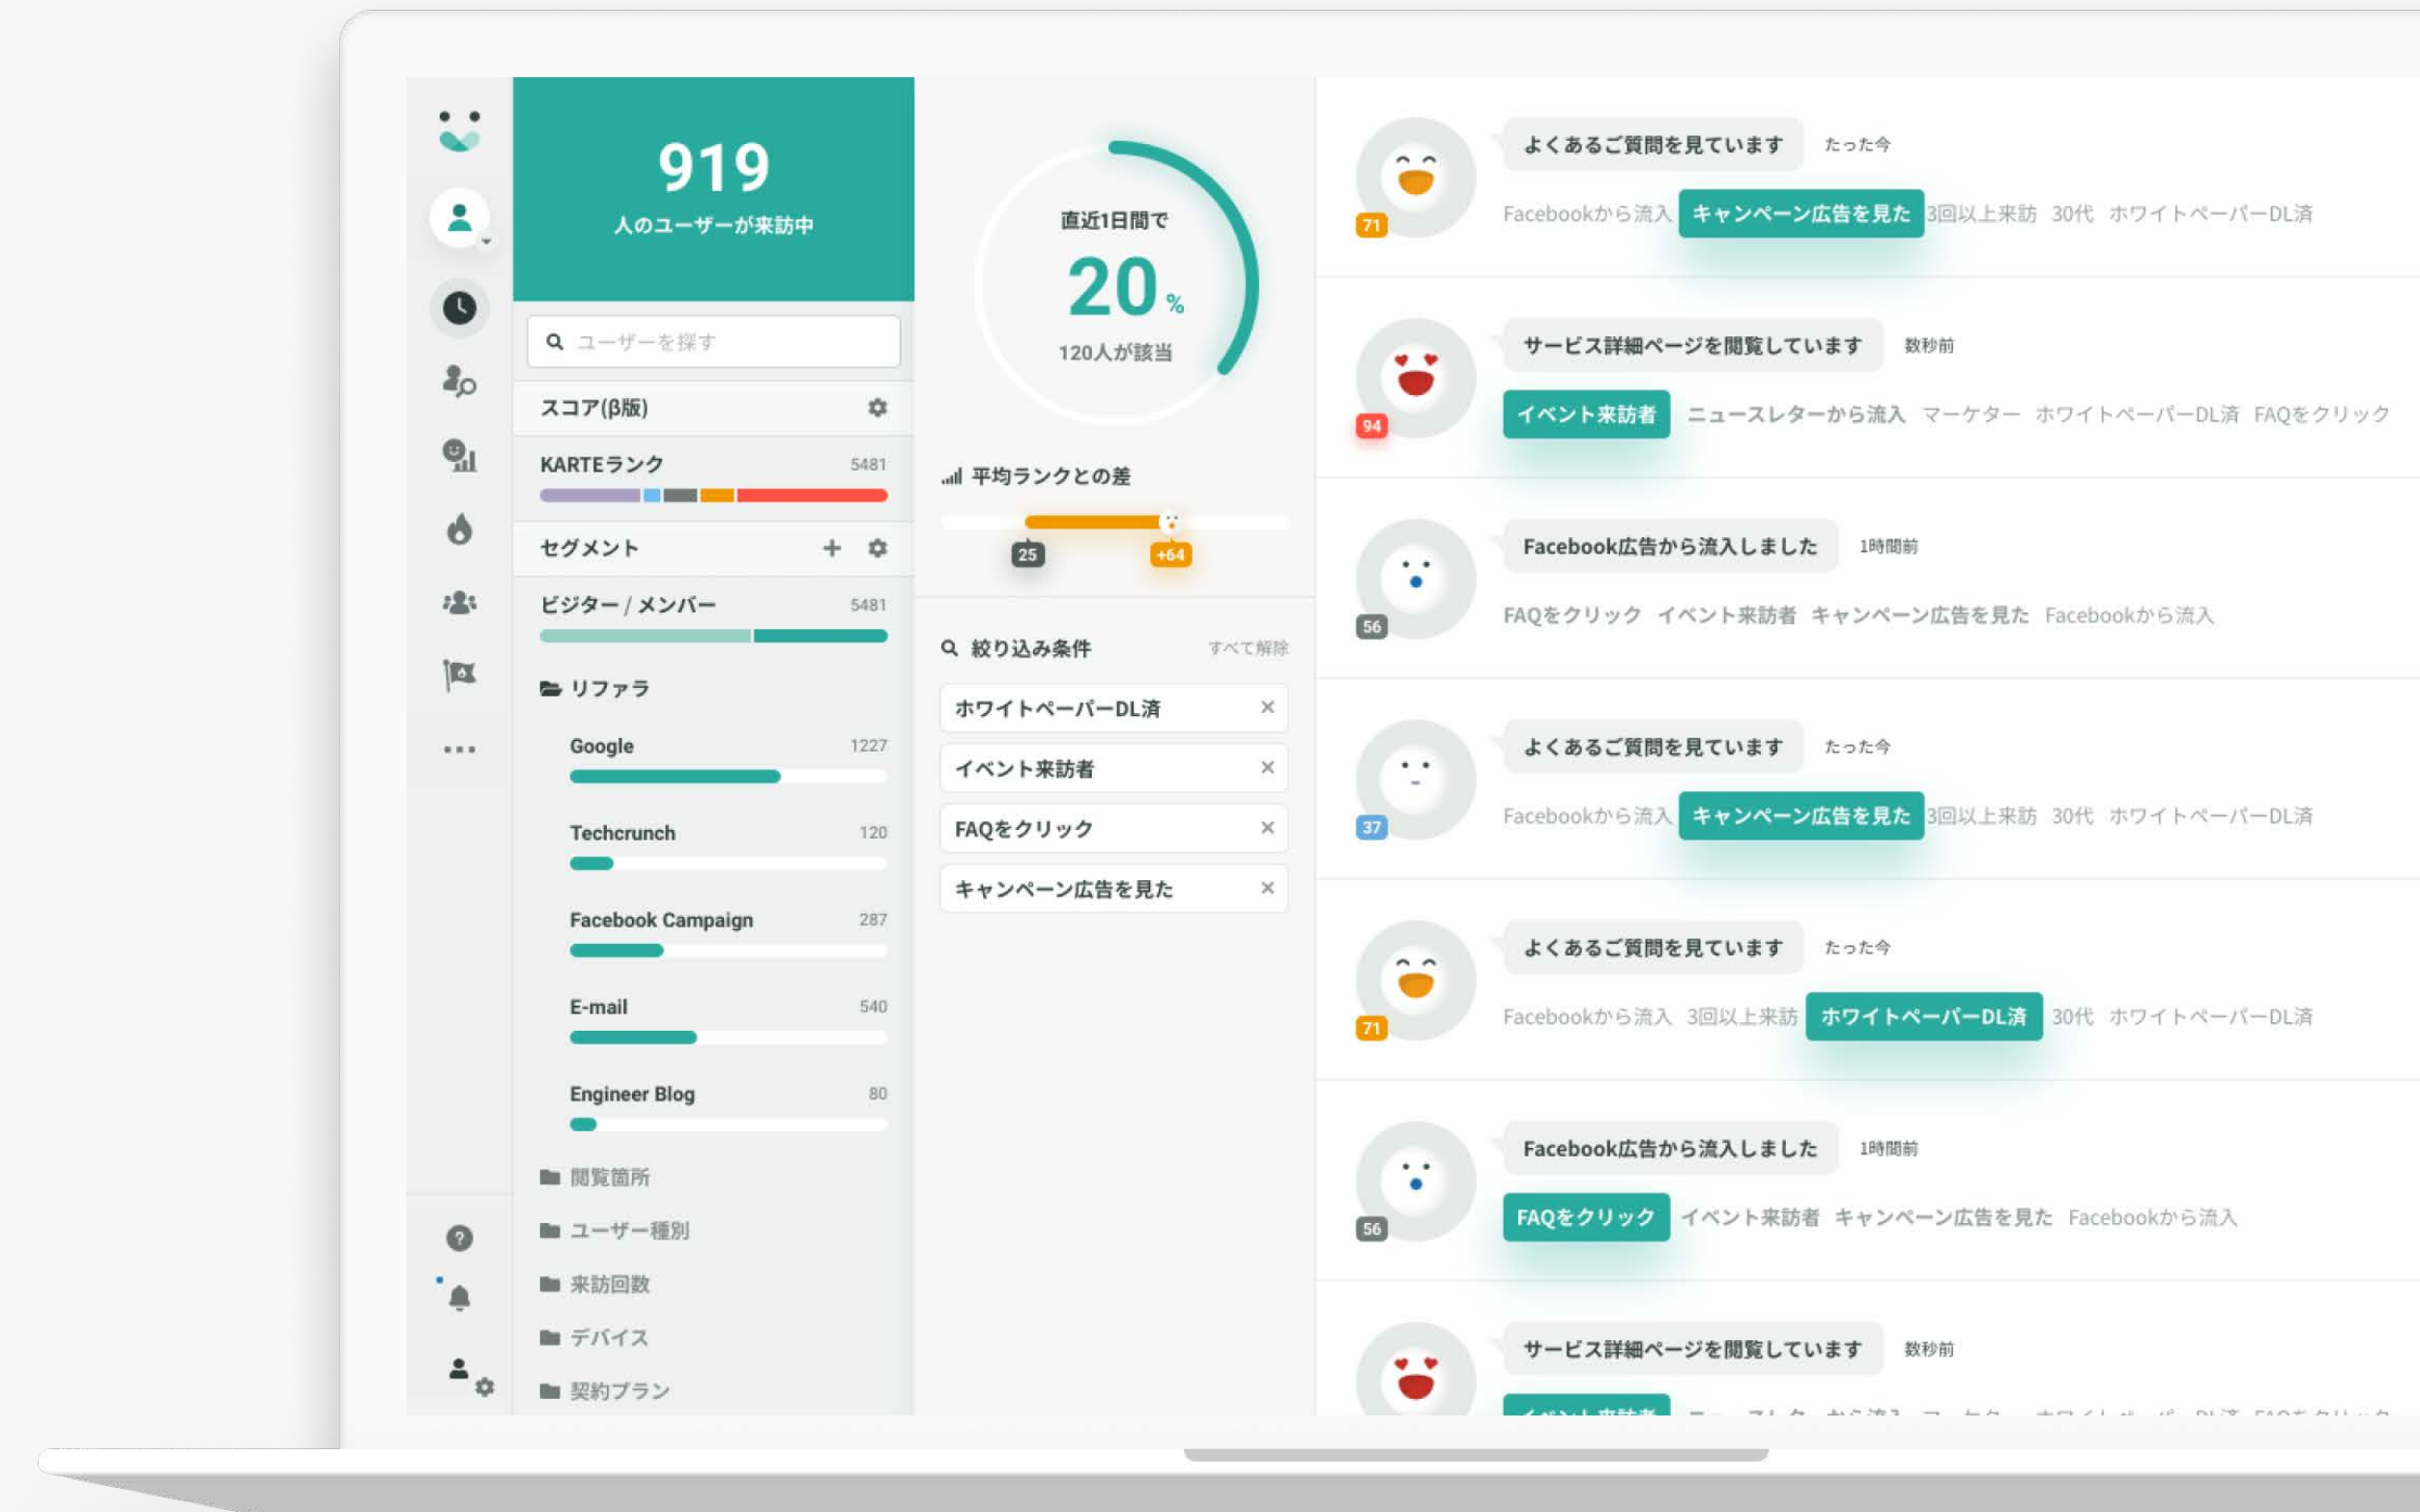 919
人のユーザーが来訪中
ユーザーを探す
スコア(β版)
KARTEランク 5481
セグメント
ビジター / メンバー 5481
リファラ
Google 1227
Techcrunch 120
Facebook Campaign 287
E-mail 540
Engineer Blog 80
閲覧箇所
ユーザー種別
来訪回数
デバイス
契約プラン
直近1日間で
20 %
120人が該当
平均ランクとの差
25 +64
絞り込み条件 すべて解除
ホワイトペーパーDL済
イベント来訪者
FAQをクリック
キャンペーン広告を見た
よくあるご質問を見ています たった今
71 Facebookから流入 キャンペーン広告を見た 3回以上来訪 30代 ホワイトペーパーDL済
サービス詳細ページを閲覧しています 数秒前
94 イベント来訪者 ニュースレターから流入 マーケター ホワイトペーパーDL済 FAQをクリック
Facebook広告から流入しました 1時間前
56 FAQをクリック イベント来訪者 キャンペーン広告を見た Facebookから流入
よくあるご質問を見ています たった今
37 Facebookから流入 キャンペーン広告を見た 3回以上来訪 30代 ホワイトペーパーDL済
よくあるご質問を見ています たった今
71 Facebookから流入 3回以上来訪 ホワイトペーパーDL済 30代 ホワイトペーパーDL済
Facebook広告から流入しました 1時間前
56 FAQをクリック イベント来訪者 キャンペーン広告を見た Facebookから流入
サービス詳細ページを閲覧しています 数秒前